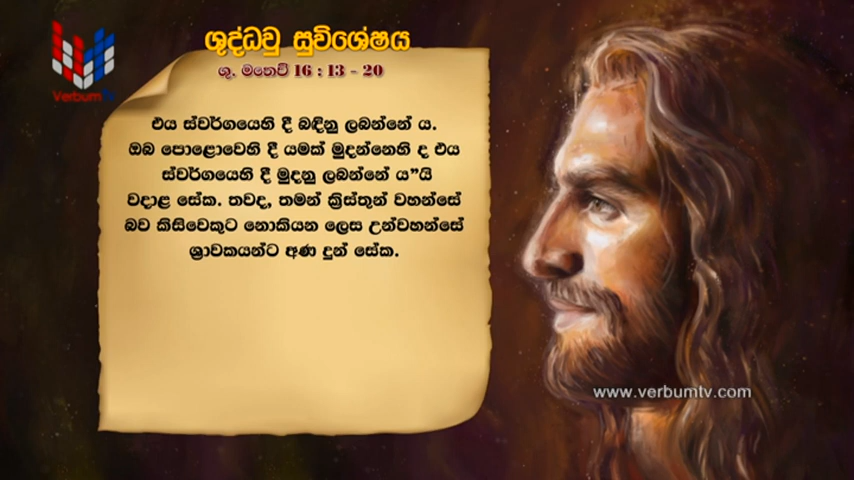 Verbum Tv
ශුද්ධවූ සුවිශේෂය
ශු. මතෙව් 16 : 13 - 20
එය ස්වර්ගයෙහි දී බඳිනු ලබන්නේ ය.
ඔබ පොළොවෙහි දී යමක් මුදන්නෙහි ද එය
ස්වර්ගයෙහි දී මුදනු ලබන්නේ ය”යි
වදාළ සේක. තවද, තමන් ක්‍රිස්තුන් වහන්සේ
බව කිසිවෙකුට නොකියන ලෙස උන්වහන්සේ
ශ්‍රාවකයන්ට අණ දුන් සේක.
www.verbumtv.com